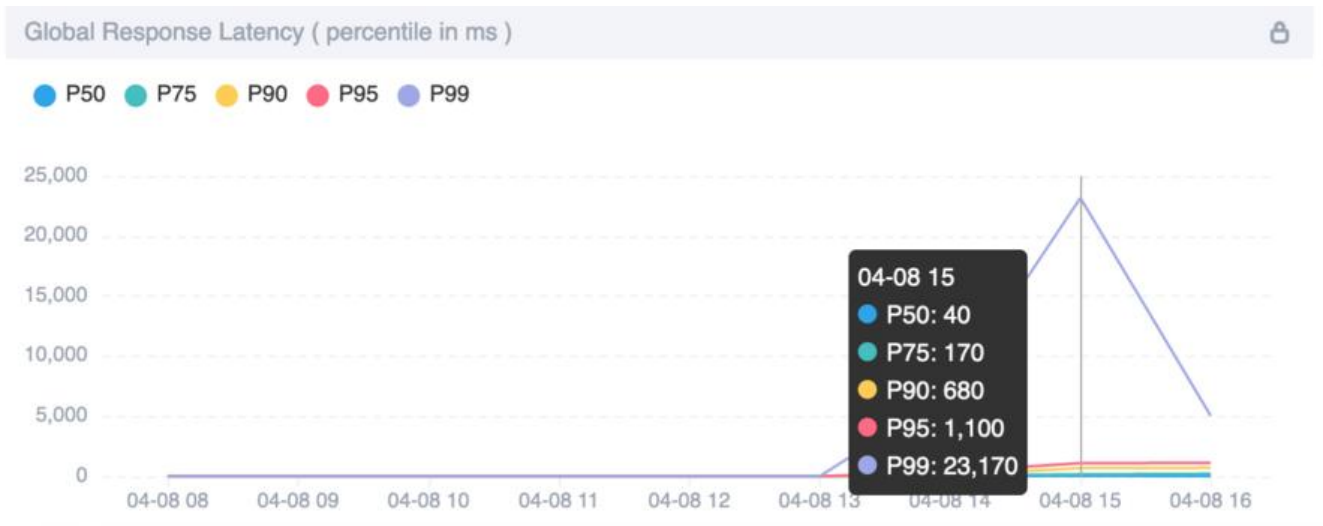 Global Response Latency ( percentile in ms )
P50 P75 P90 P95 P99
25,000
20,000
15,000
10,000
5,000
0
04-08 15
P50: 40
P75: 170
P90: 680
P95: 1,100
P99: 23,170
04-08 08 04-08 09 04-08 10 04-08 11 04-08 12 04-08 13 04-08 14 04-08 15 04-08 16